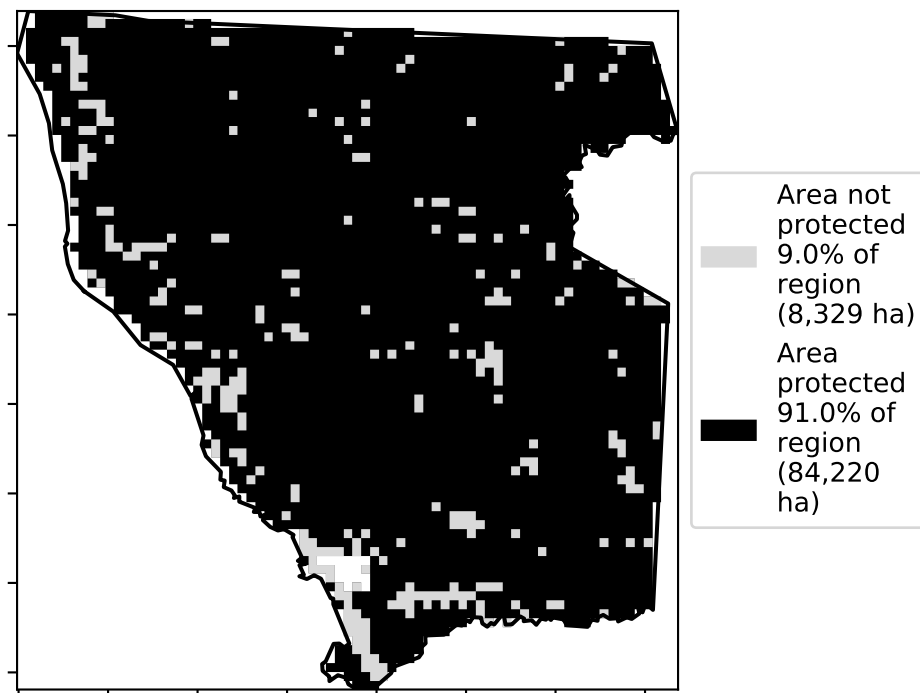 Area not
protected
9.0% of
region
(8,329 ha)
Area
protected
91.0% of
region
(84,220
ha)